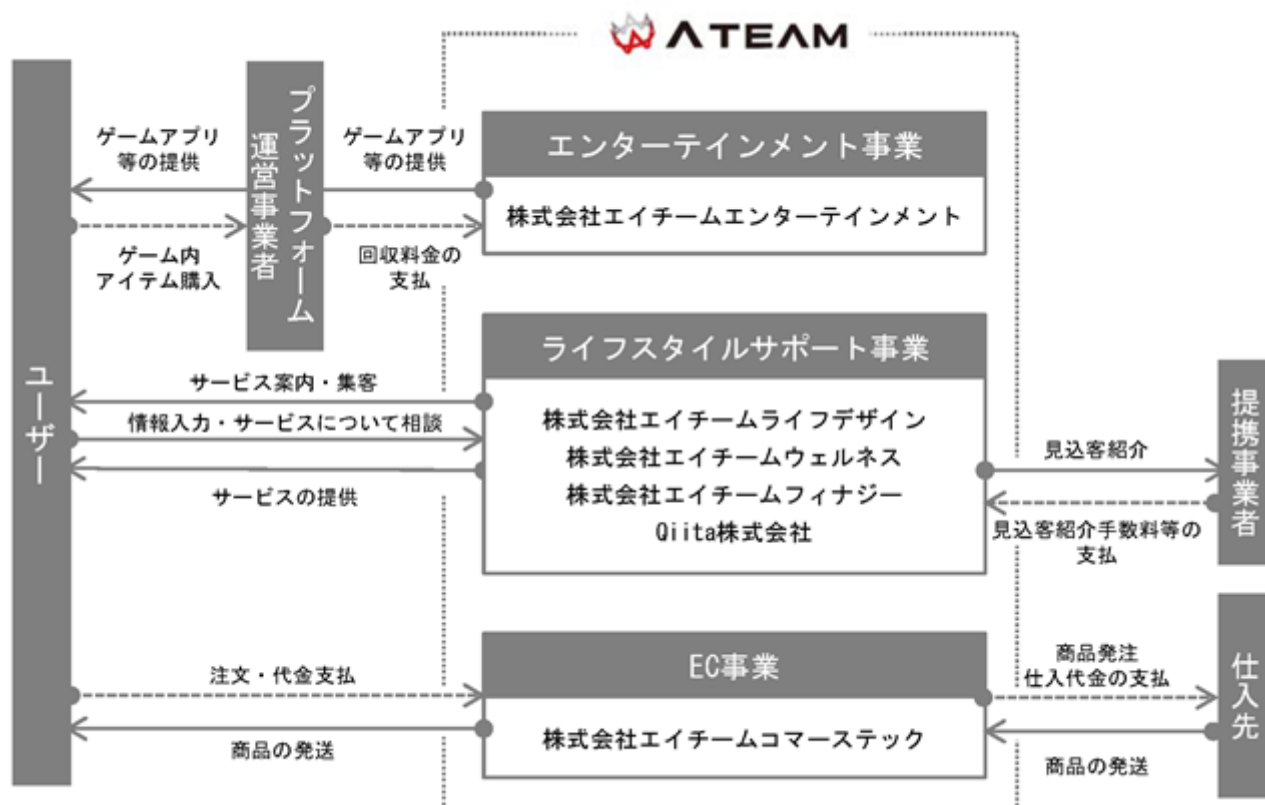 ATEAM
ユーザー
プラットフォーム
運営事業者
ゲームアプリ
等の提供
ゲーム内
アイテム購入
ゲームアプリ
等の提供
回収料金の
支払
エンターテインメント事業
株式会社エイチームエンターテインメント
ライフスタイルサポート事業
株式会社エイチームライフデザイン
株式会社エイチームウェルネス
株式会社エイチームフィナジー
Qiita株式会社
サービス案内・集客
情報入力・サービスについて相談
サービスの提供
見込客紹介
見込客紹介手数料等の
支払
提携事業者
EC事業
株式会社エイチームコマーステック
注文・代金支払
商品の発送
商品発注
仕入代金の支払
商品の発送
仕入先